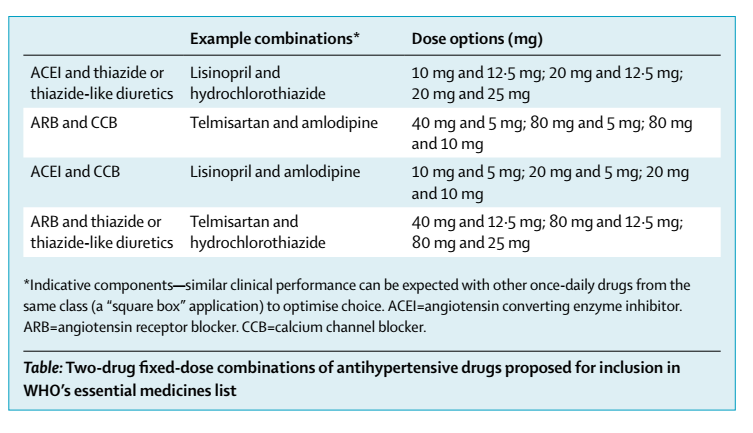 Example combinations* Dose options (mg)
ACEI and thiazide or Lisinopril and 10 mg and 12·5 mg; 20 mg and 12·5 mg;
thiazide-like diuretics hydrochlorothiazide 20 mg and 25 mg
ARB and CCB Telmisartan and amlodipine 40 mg and 5 mg; 80 mg and 5 mg; 80 mg
and 10 mg
ACEI and CCB Lisinopril and amlodipine 10 mg and 5 mg; 20 mg and 5 mg; 20 mg
and 10 mg
ARB and thiazide or Telmisartan and 40 mg and 12·5 mg; 80 mg and 12·5 mg;
thiazide-like diuretics hydrochlorothiazide 80 mg and 25 mg
*Indicative components—similar clinical performance can be expected with other once-daily drugs from the
same class (a “square box” application) to optimise choice. ACEI=angiotensin converting enzyme inhibitor.
ARB=angiotensin receptor blocker. CCB=calcium channel blocker.
Table: Two-drug fixed-dose combinations of antihypertensive drugs proposed for inclusion in
WHO’s essential medicines list